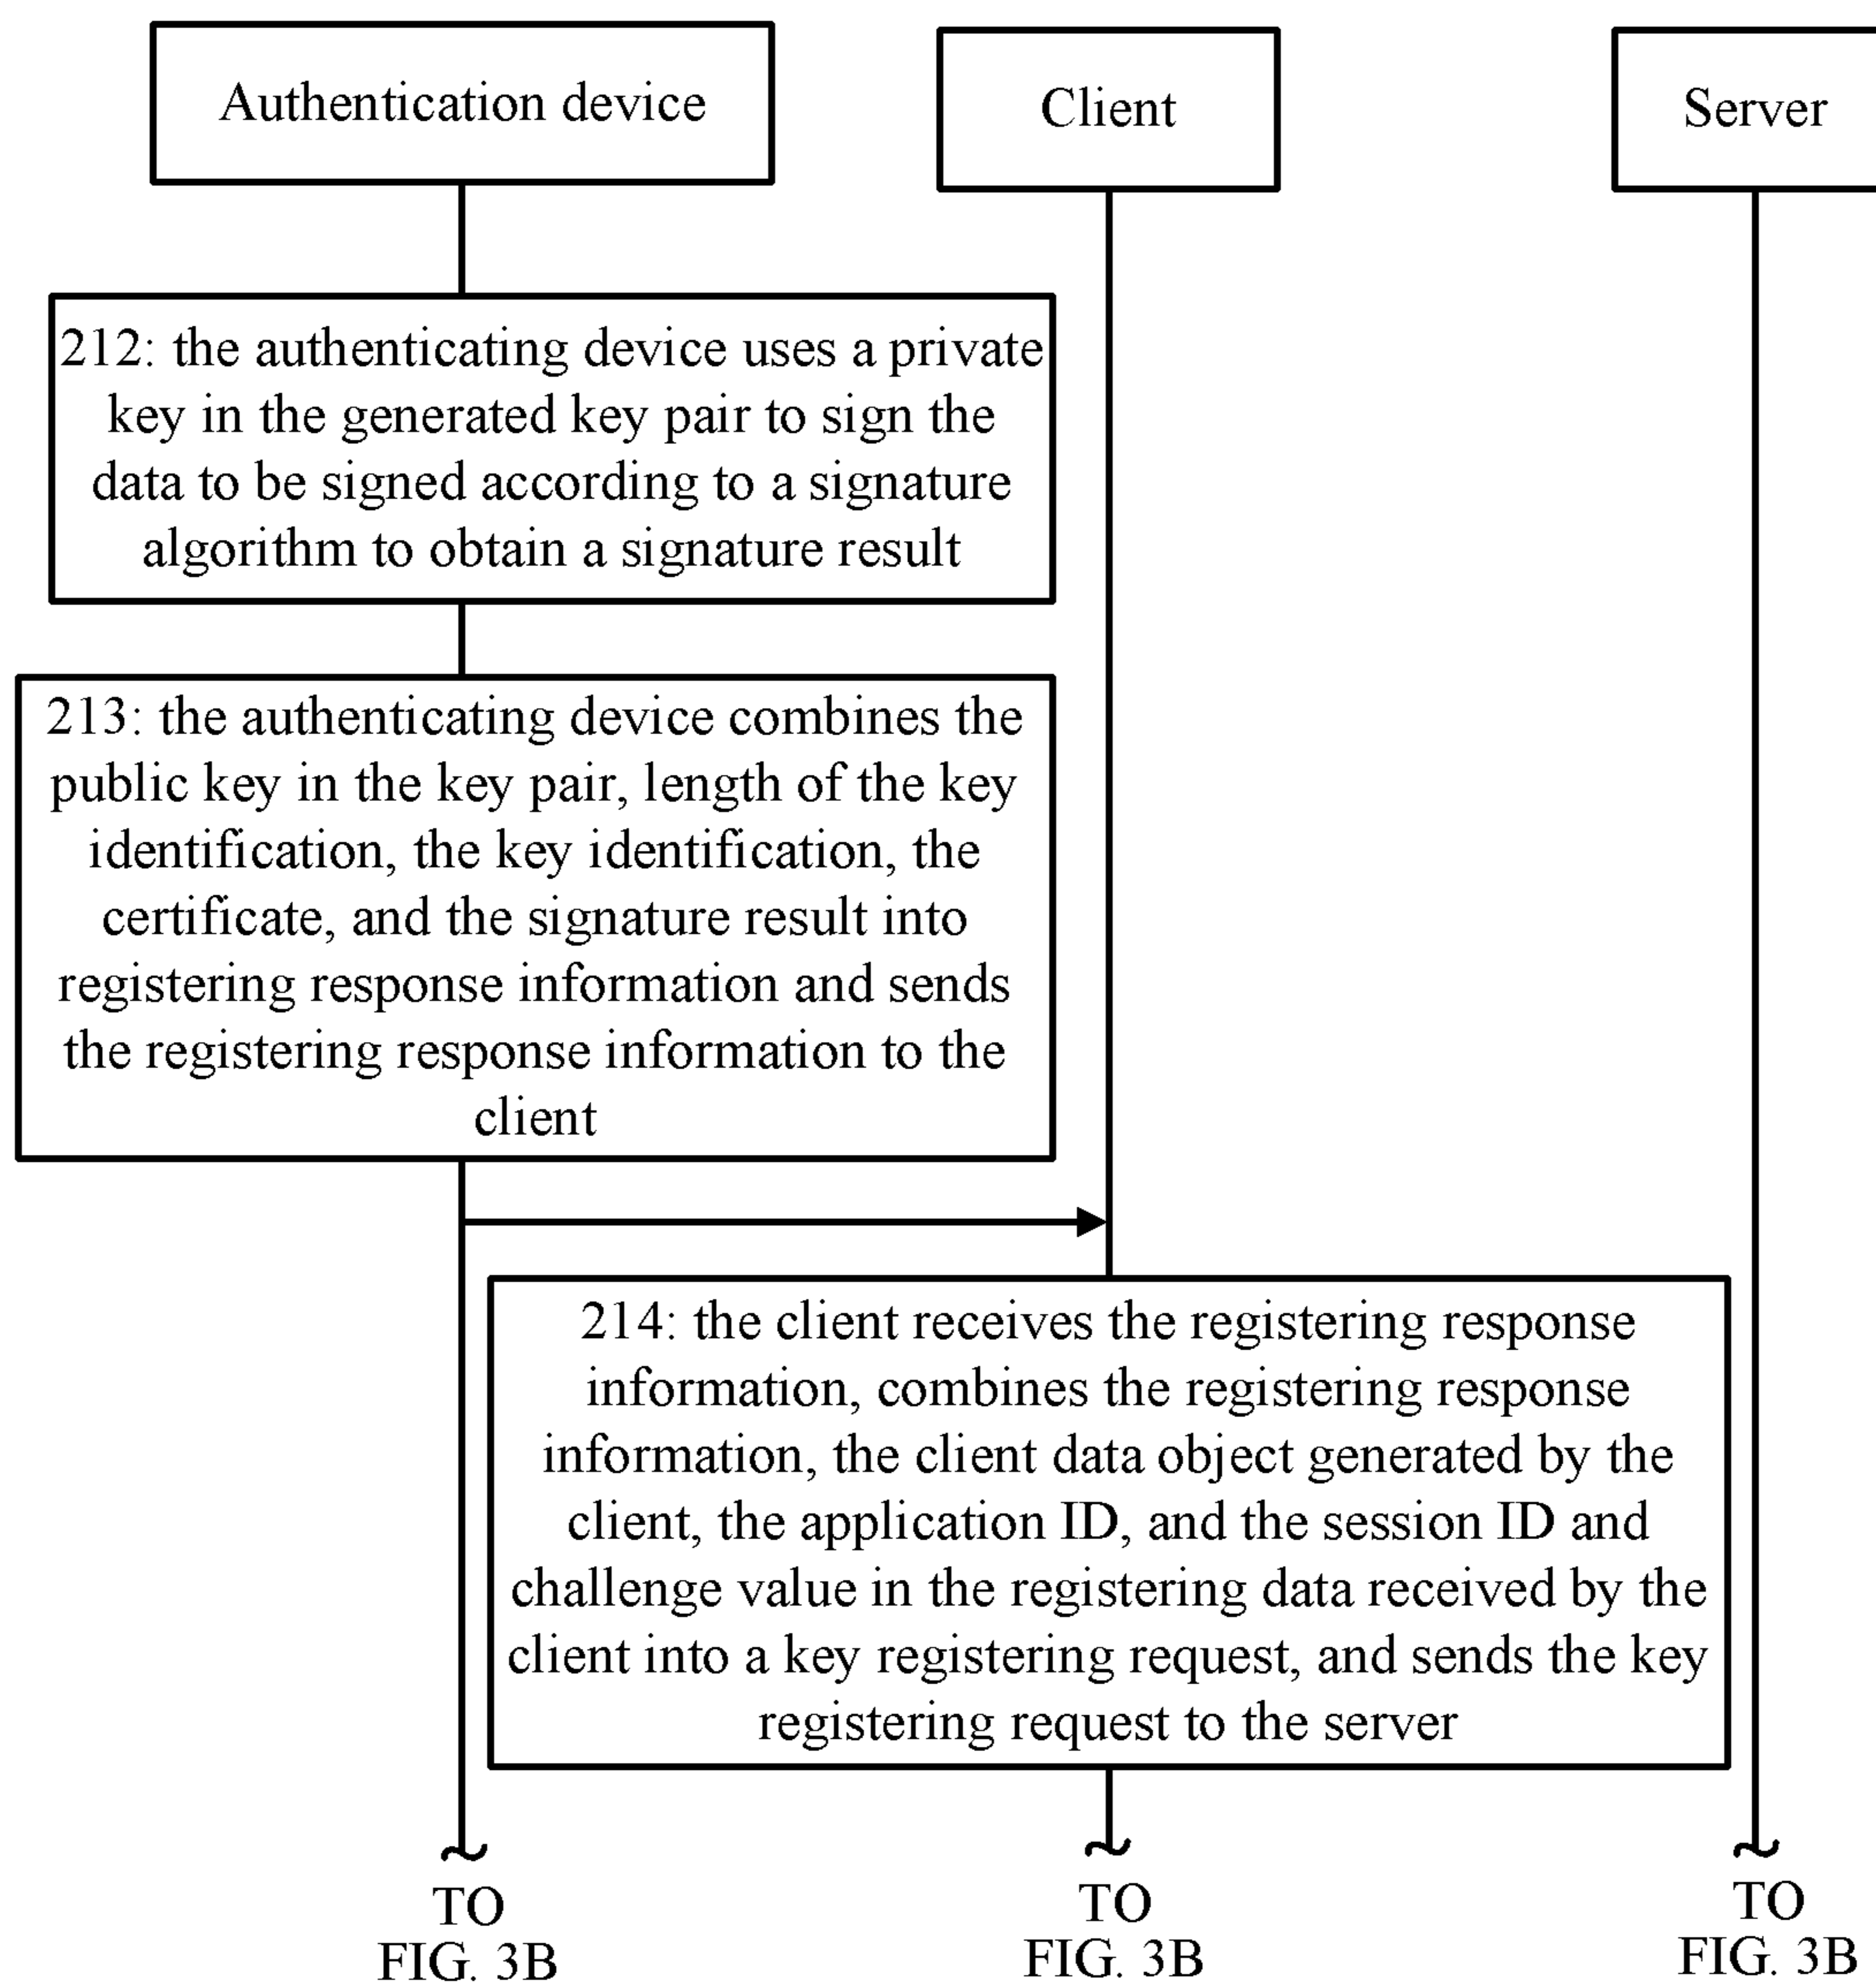 Authentication device
Client
Server
212: the authenticating device uses a private
key in the generated key pair to sign the
data to be signed according to a signature
algorithm to obtain a signature result
213: the authenticating device combines the
public key in the key pair, length of the key
identification, the key identification, the
certificate, and the signature result into
registering response information and sends
the registering response information to the
client
214: the client receives the registering response
information, combines the registering response
information, the client data object generated by the
client, the application ID, and the session ID and
challenge value in the registering data received by the
client into a key registering request, and sends the key
registering request to the server
TO
FIG. 3B
TO
FIG. 3B
TO
FIG. 3B